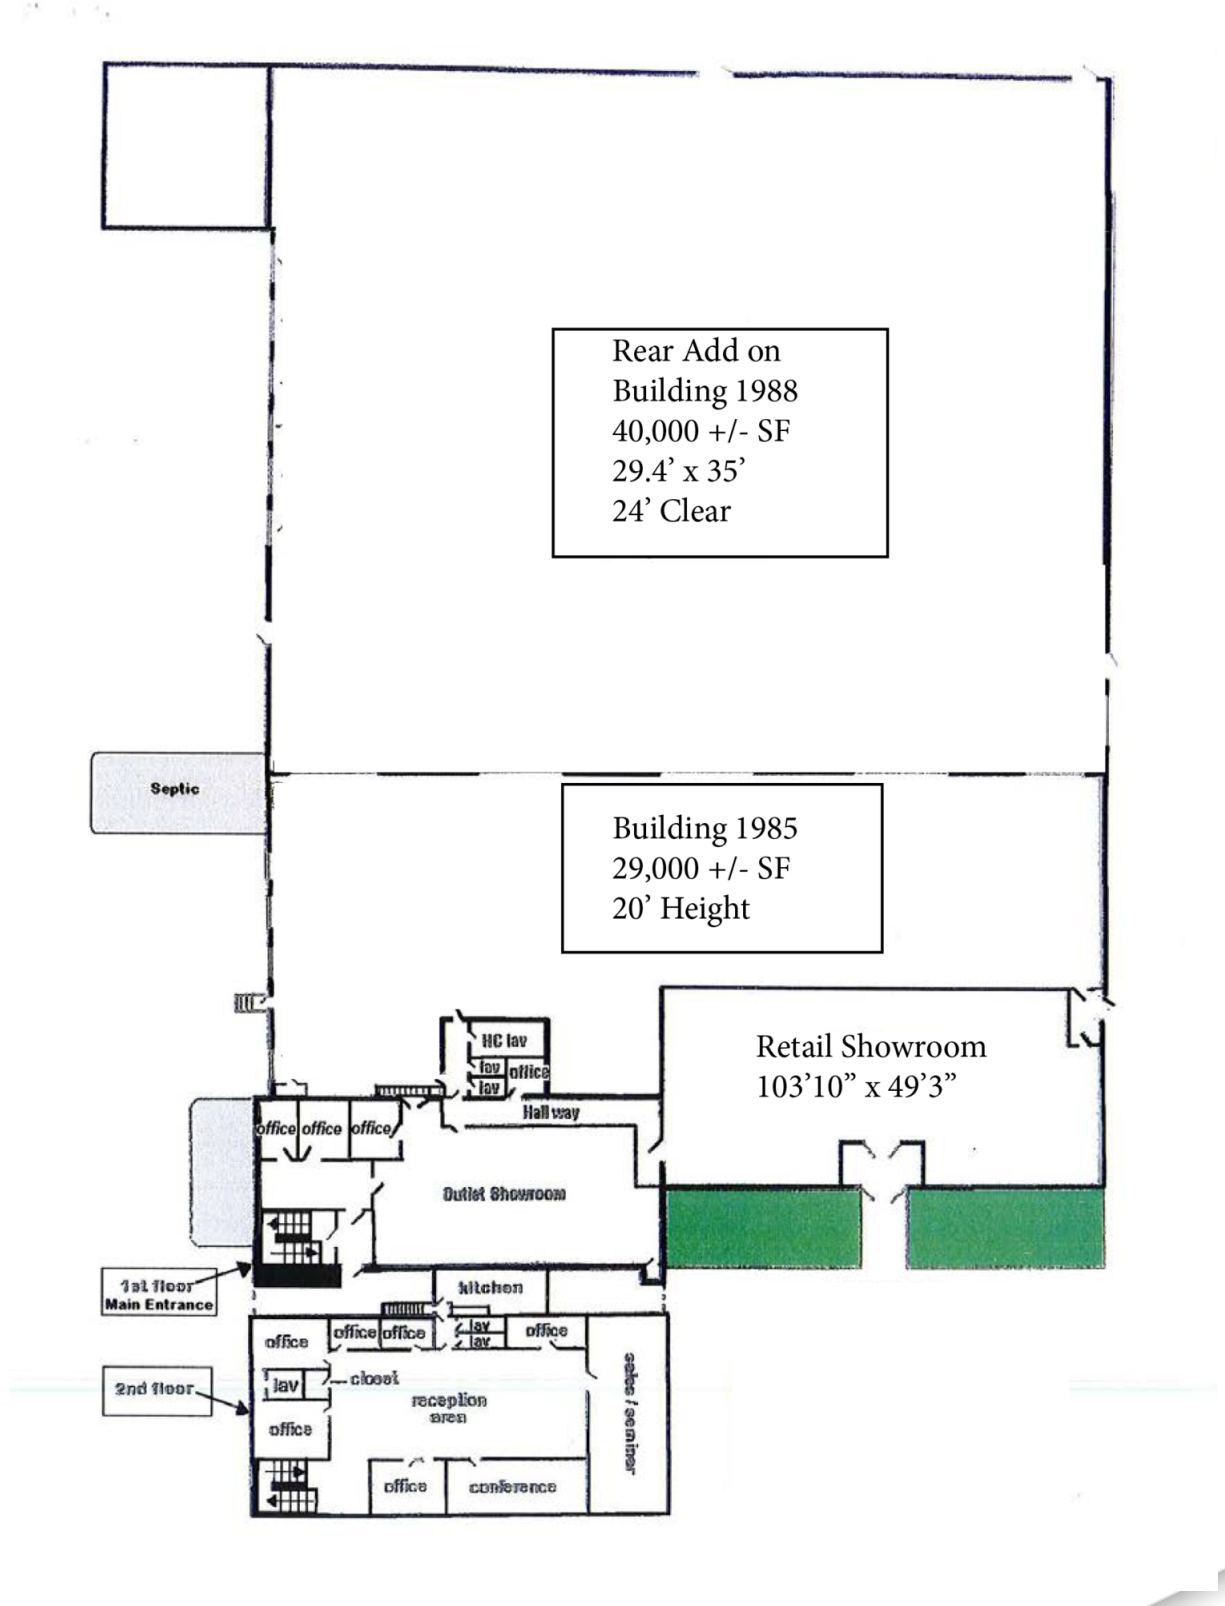 Rear Add on
Building 1988
40,000 +/- SF
29.4’ x 35’
24’ Clear
Septic
Building 1985
29,000 +/- SF
20’ Height
HC lav
lav
office
lav
Retail Showroom
103’10” x 49’3”
Hall way
office
office
office
Outlet Showroom
1st floor
Main Entrance
kitchen
office
office
office
lav
lav
office
2nd floor
lav
closet
reception
area
sales / seminer
office
office
conference